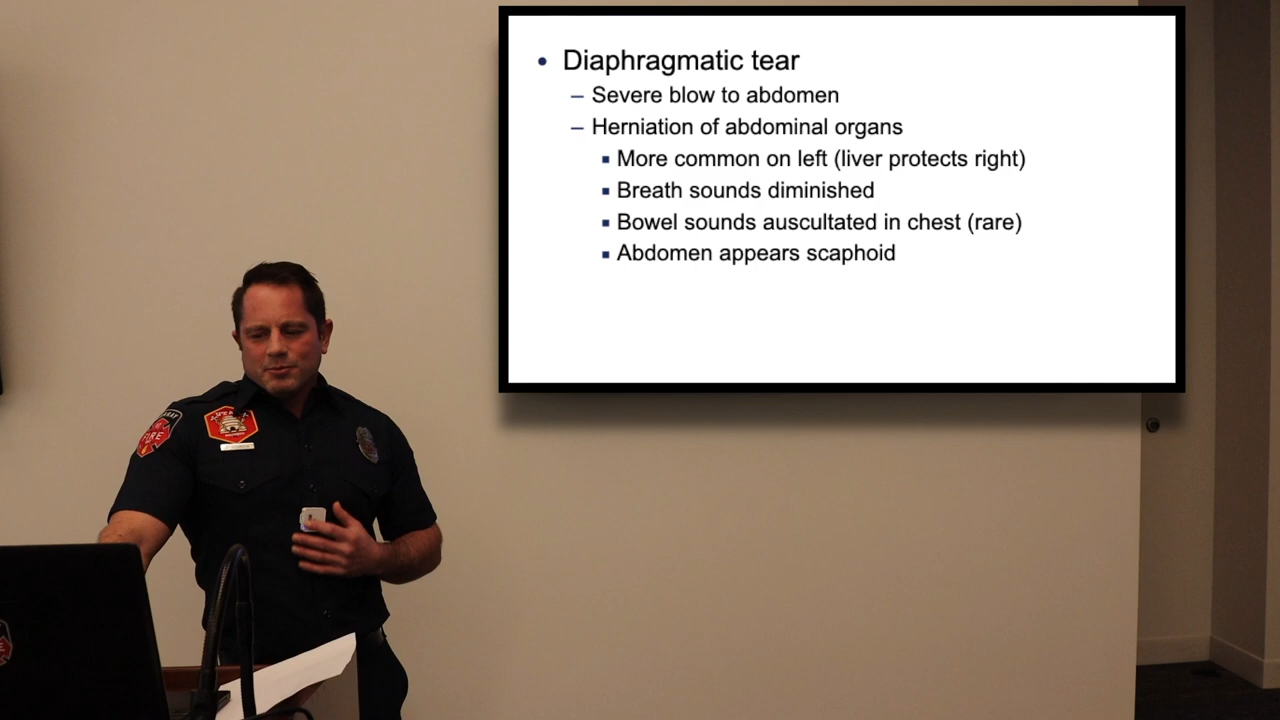 • Diaphragmatic tear
– Severe blow to abdomen
– Herniation of abdominal organs
▪ More common on left (liver protects right)
▪ Breath sounds diminished
▪ Bowel sounds auscultated in chest (rare)
▪ Abdomen appears scaphoid
FIRE